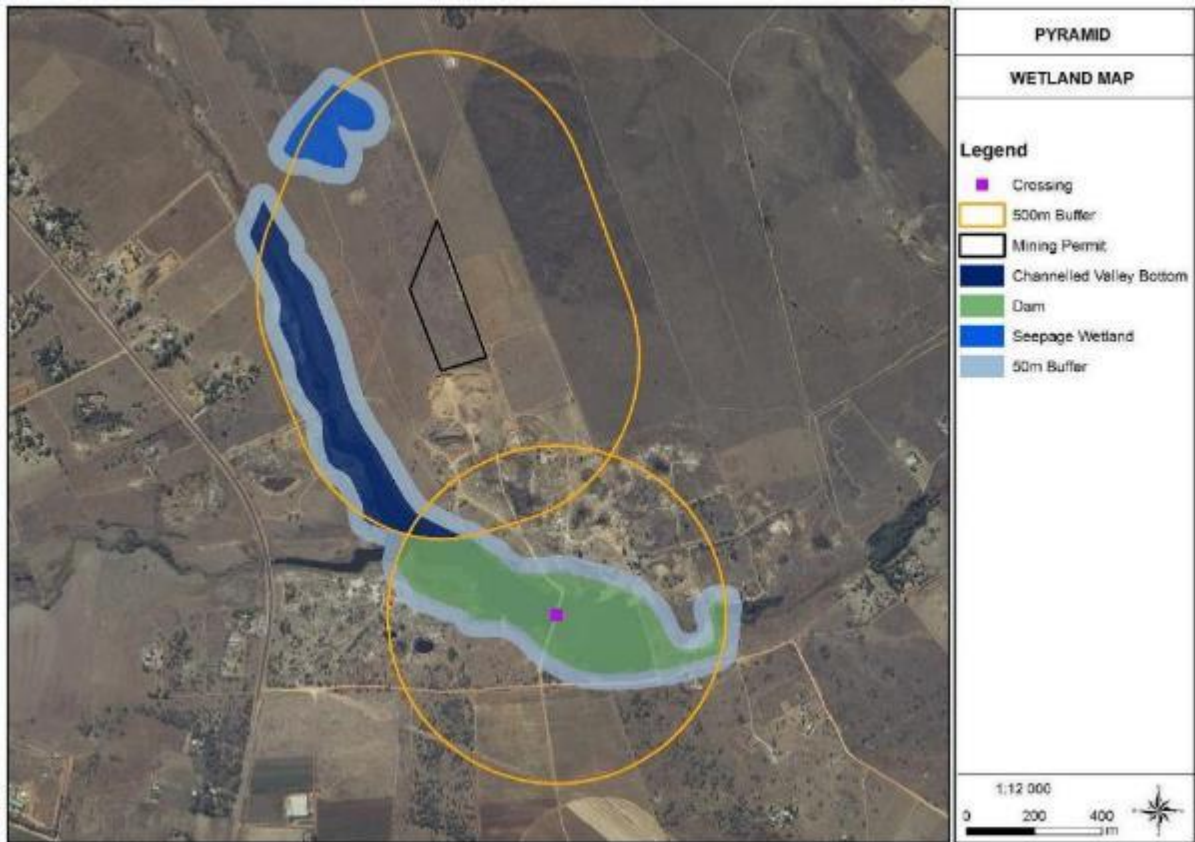 PYRAMID
WETLAND MAP
Legend
Crossing
500m Buffer
Mining Permit
Channelled Valley Bottom
Dam
Seepage Wetland
50m Buffer
1:12 000
0 200 400
m